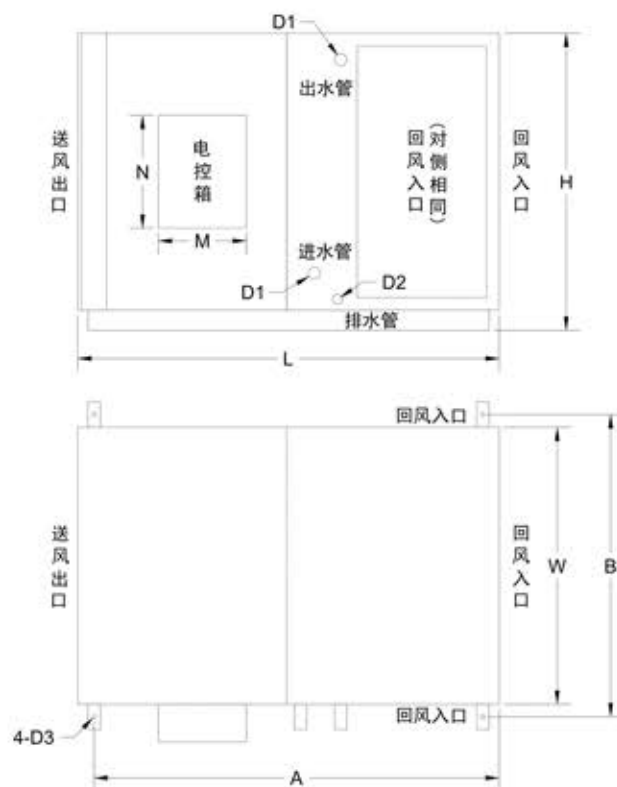 D1
出水管
送风出口
N
电控箱
M
回风入口
（对侧相同）
回风入口
H
进水管
D1
D2
排水管
L
回风入口
送风出口
回风入口
W
B
回风入口
4-D3
A